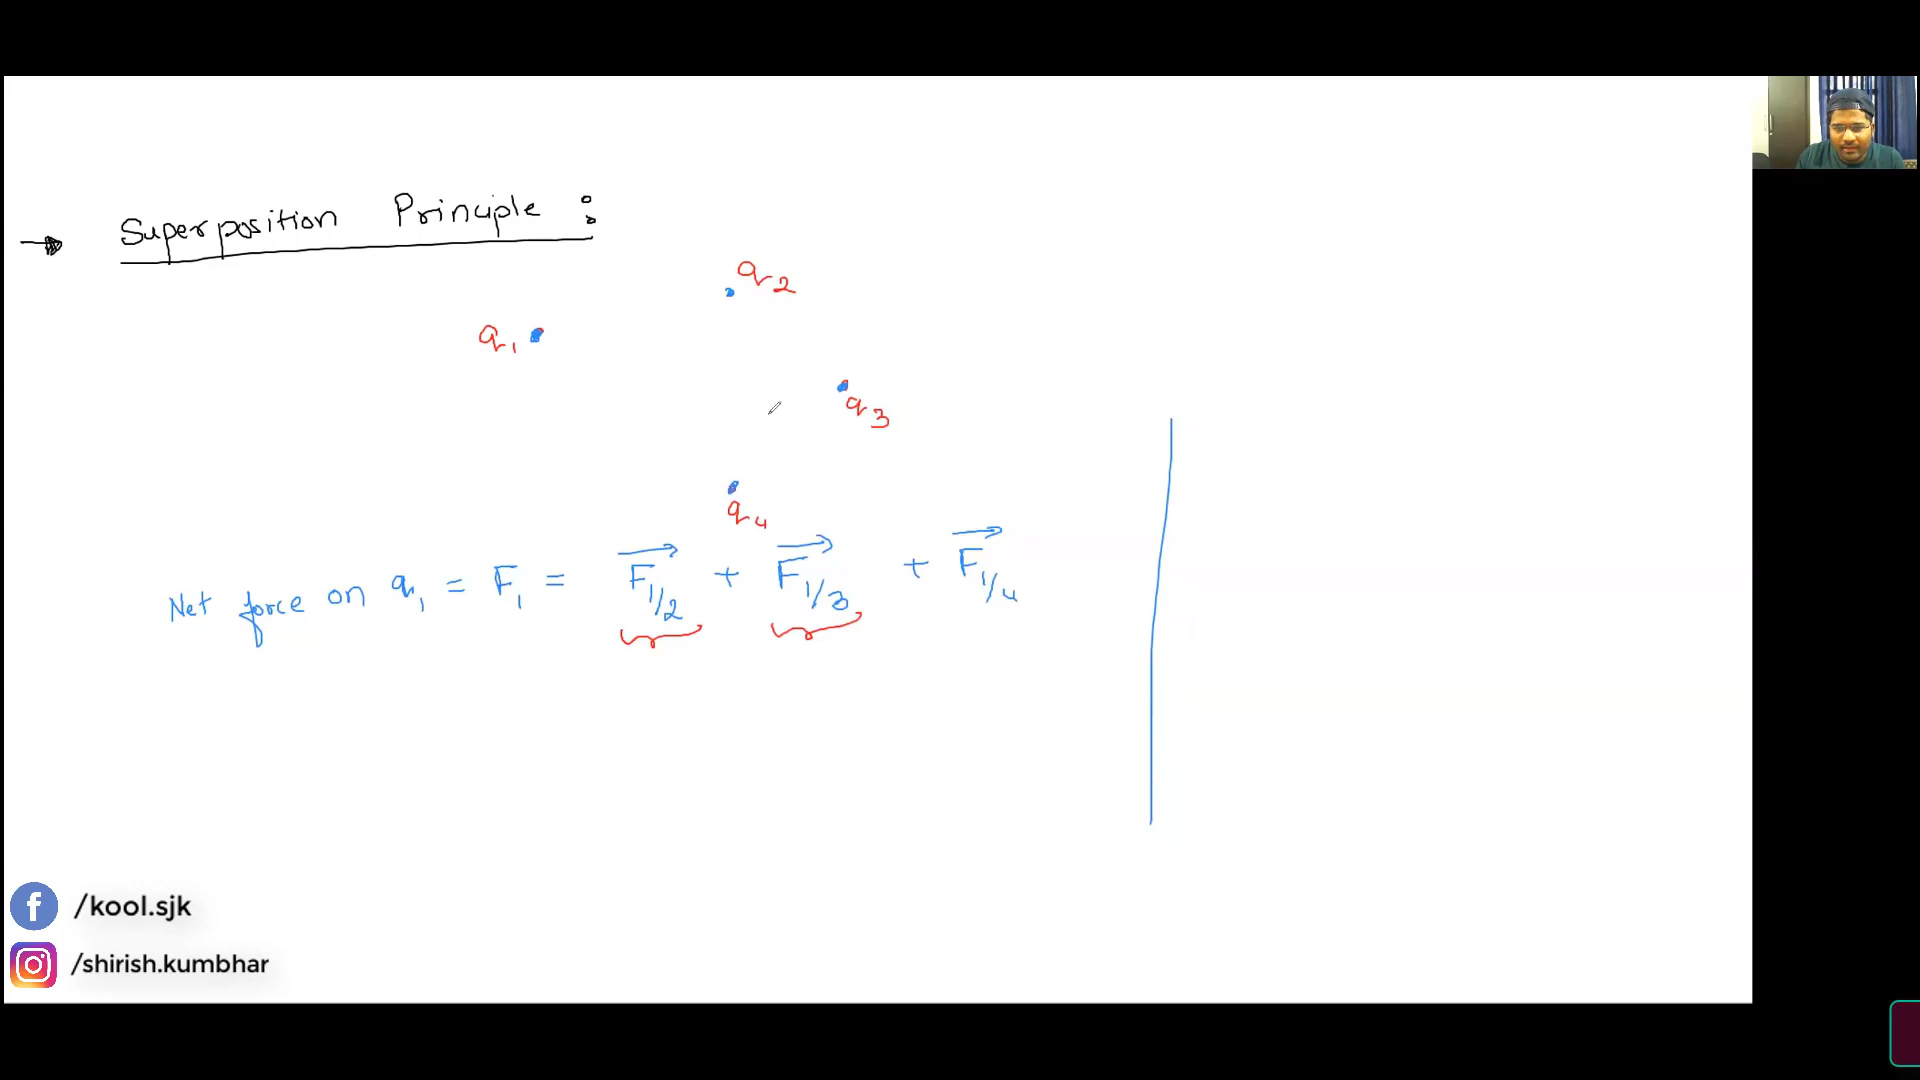 → Superposition Principle :
q2
q1
q3
q4
Net force on q1 = F1 = F1/2 + F1/3 + F1/4
/kool.sjk
/shirish.kumbhar